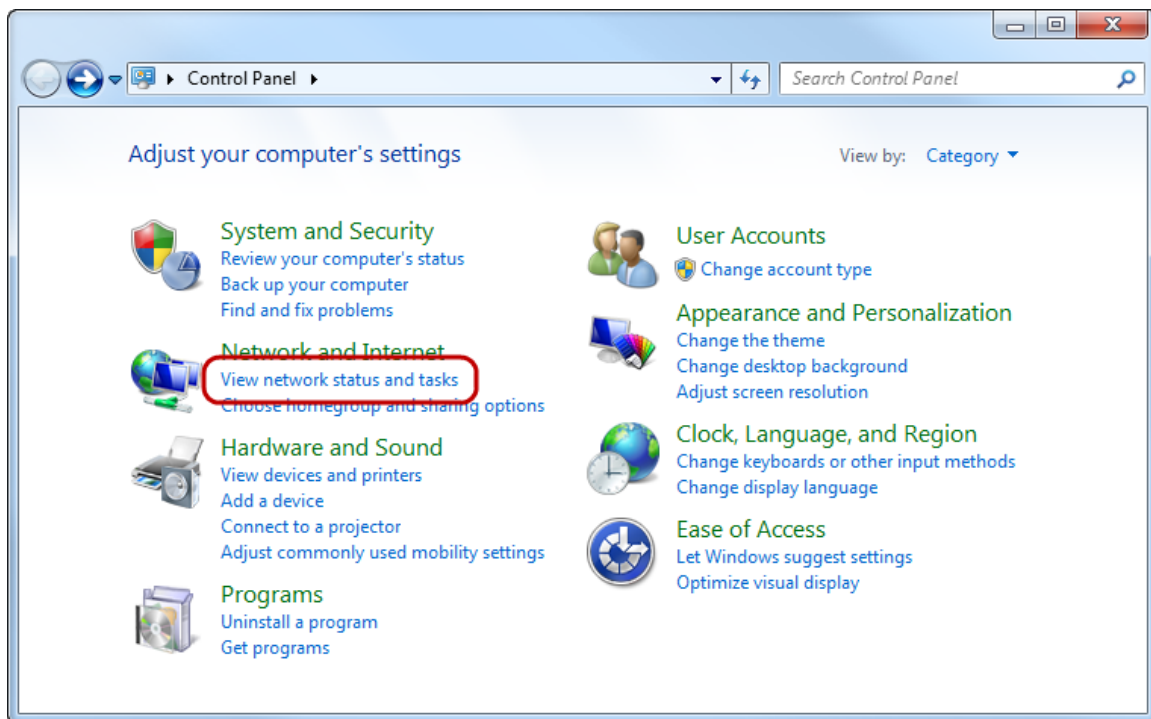 Control Panel
Search Control Panel
Adjust your computer's settings
View by: Category
System and Security
Review your computer's status
Back up your computer
Find and fix problems
Network and Internet
View network status and tasks
Choose homegroup and sharing options
Hardware and Sound
View devices and printers
Add a device
Connect to a projector
Adjust commonly used mobility settings
Programs
Uninstall a program
Get programs
User Accounts
Change account type
Appearance and Personalization
Change the theme
Change desktop background
Adjust screen resolution
Clock, Language, and Region
Change keyboards or other input methods
Change display language
Ease of Access
Let Windows suggest settings
Optimize visual display